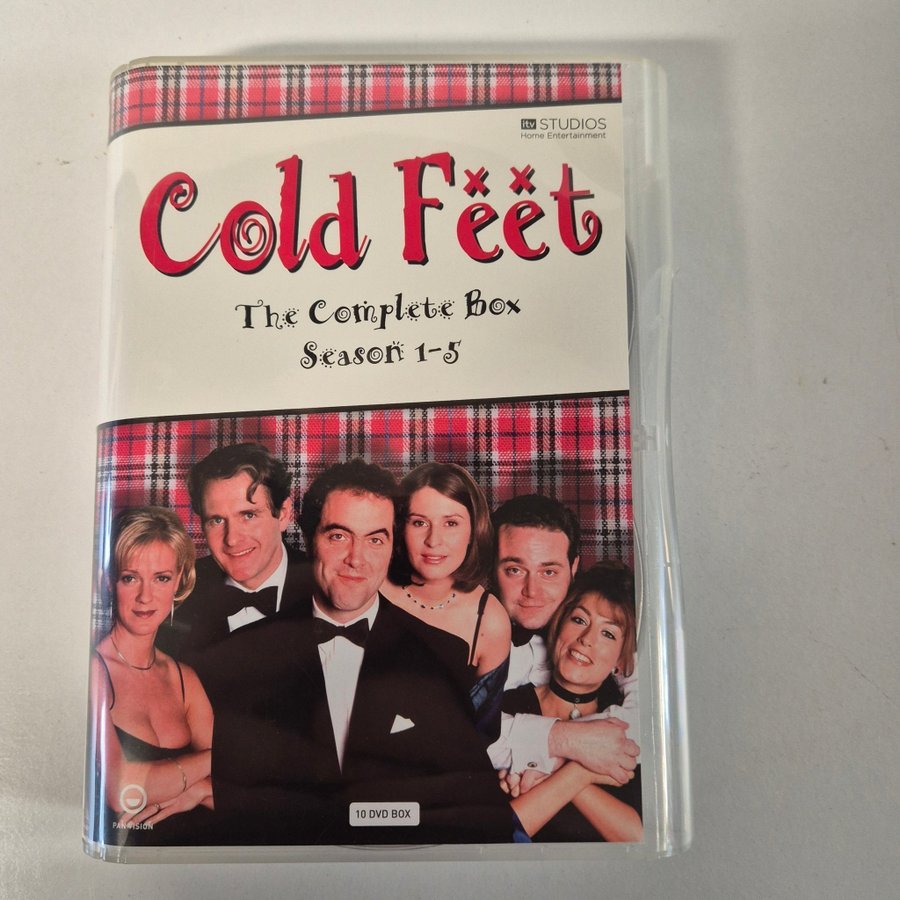 itv STUDIOS
Home Entertainment
Cold Feet
The Complete Box
Season 1-5
PAN VISION
10 DVD BOX